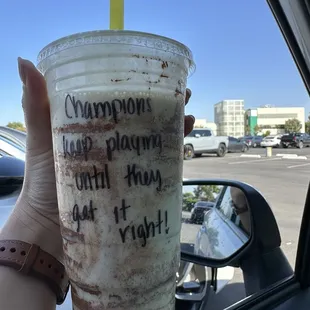 Champions
keep playing
until they
get it right!